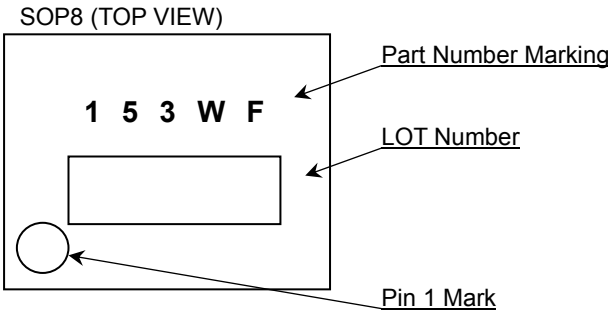 SOP8 (TOP VIEW)
Part Number Marking
1 5 3 W F
LOT Number
Pin 1 Mark